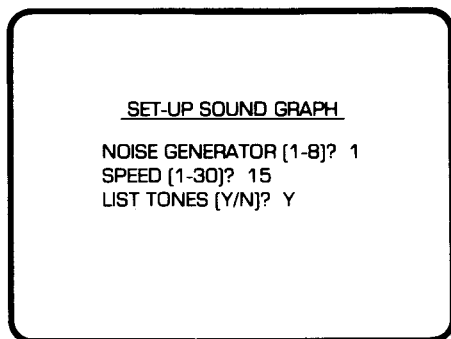 SET-UP SOUND GRAPH
NOISE GENERATOR (1-8)? 1
SPEED (1-30)? 15
LIST TONES (Y/N)? Y